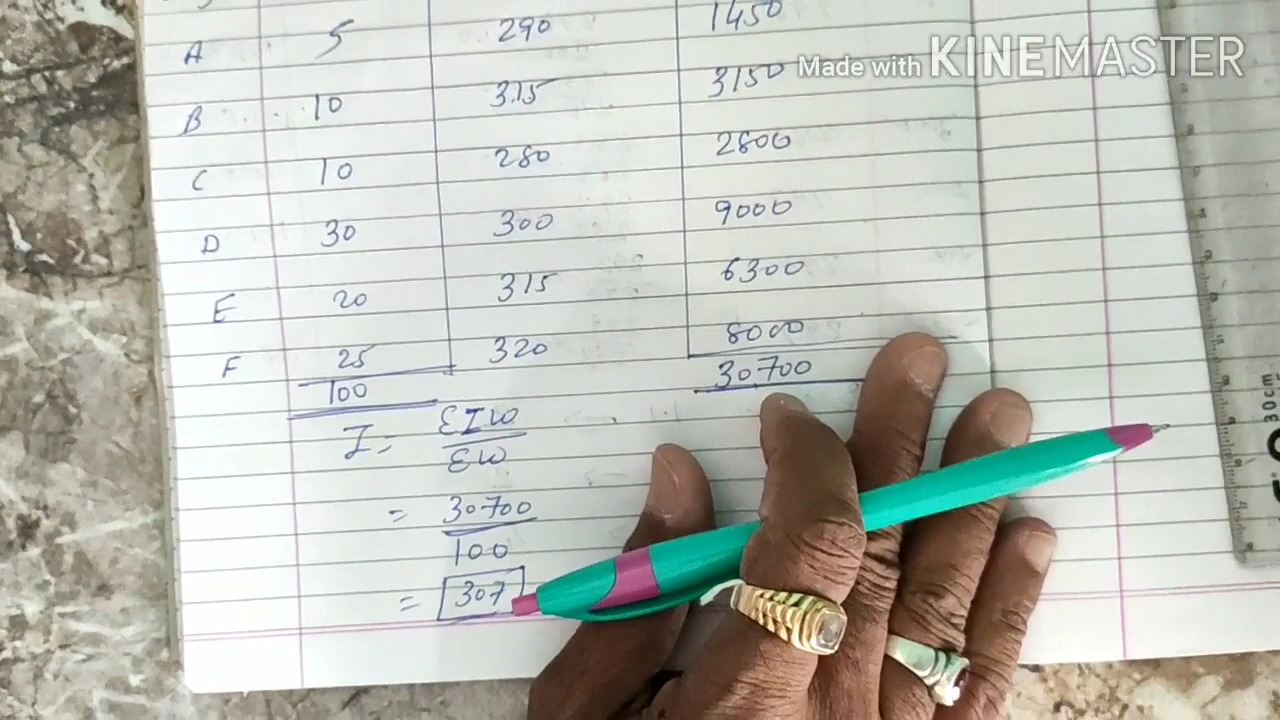 A 5 290 1450
Made with KINEMASTER
B 10 315 3150
C 10 280 2800
D 30 300 9000
E 20 315 6300
F 25 320 8000
100 30700
I = ΣIW
ΣW
= 30700
100
= 307
30cm